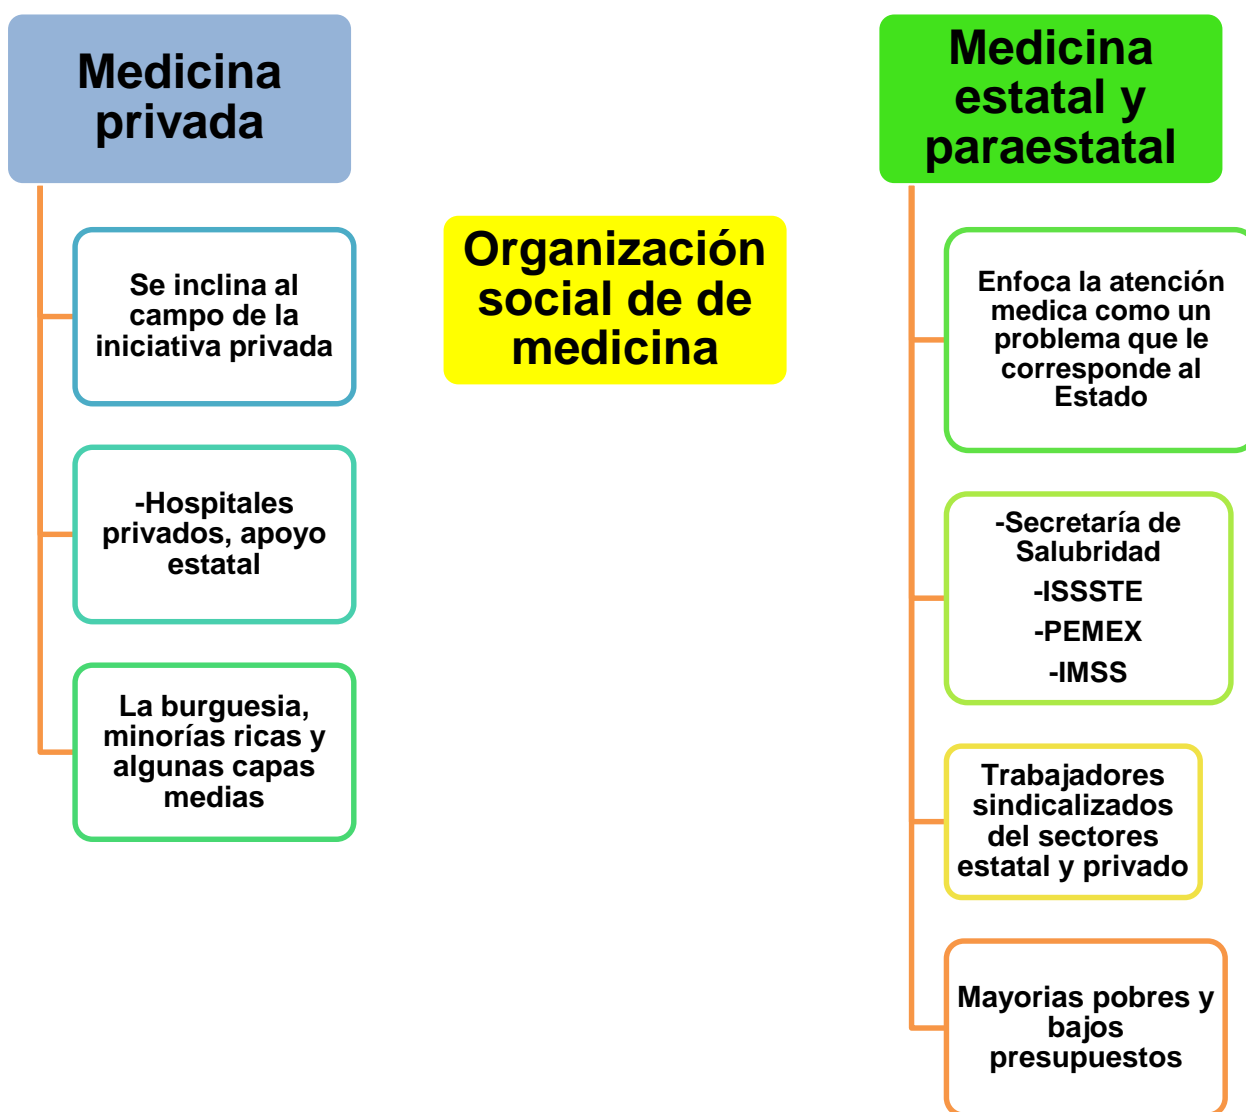 Medicina
privada
Se inclina al
campo de la
iniciativa privada
-Hospitales
privados, apoyo
estatal
La burguesia,
minorías ricas y
algunas capas
medias
Organización
social de de
medicina
Medicina
estatal y
paraestatal
Enfoca la atención
medica como un
problema que le
corresponde al
Estado
-Secretaría de
Salubridad
-ISSSTE
-PEMEX
-IMSS
Trabajadores
sindicalizados
del sectores
estatal y privado
Mayorias pobres y
bajos
presupuestos